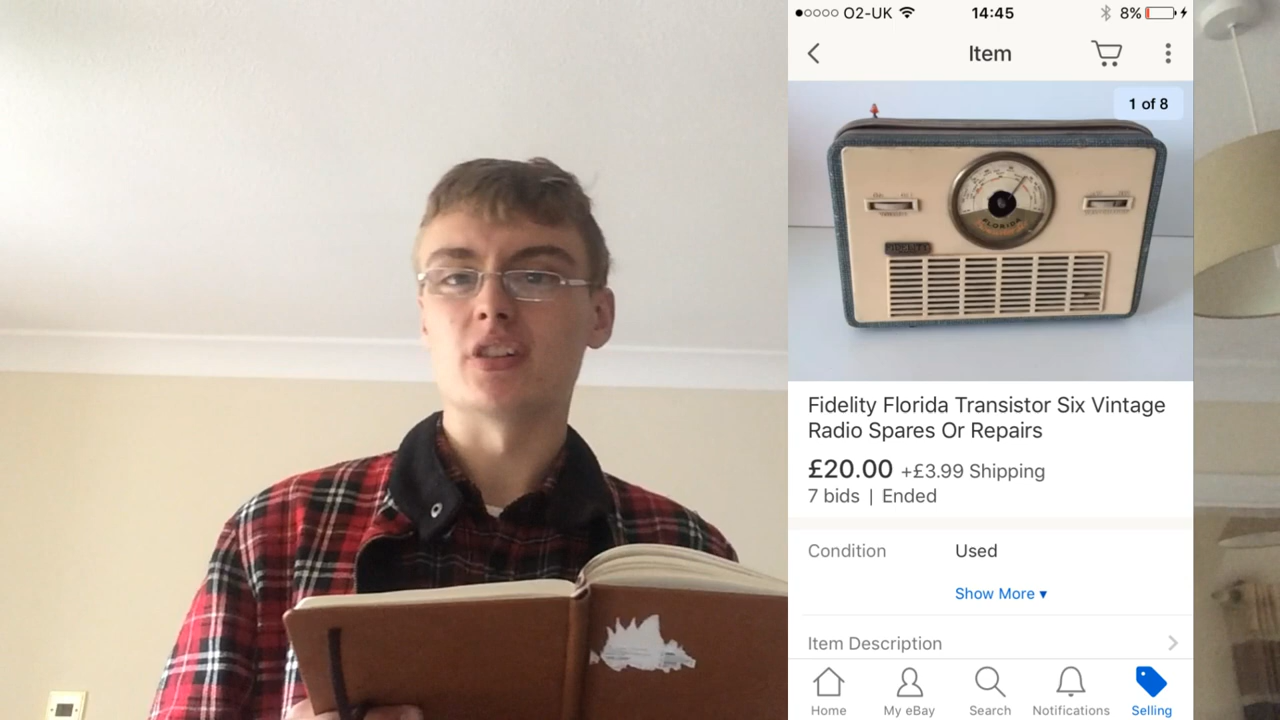 O2-UK
14:45
8%
Item
1 of 8
FLORIDA
Fidelity Florida Transistor Six Vintage
Radio Spares Or Repairs
£20.00 +£3.99 Shipping
7 bids | Ended
Condition Used
Show More ▾
Item Description
Home My eBay Search Notifications Selling